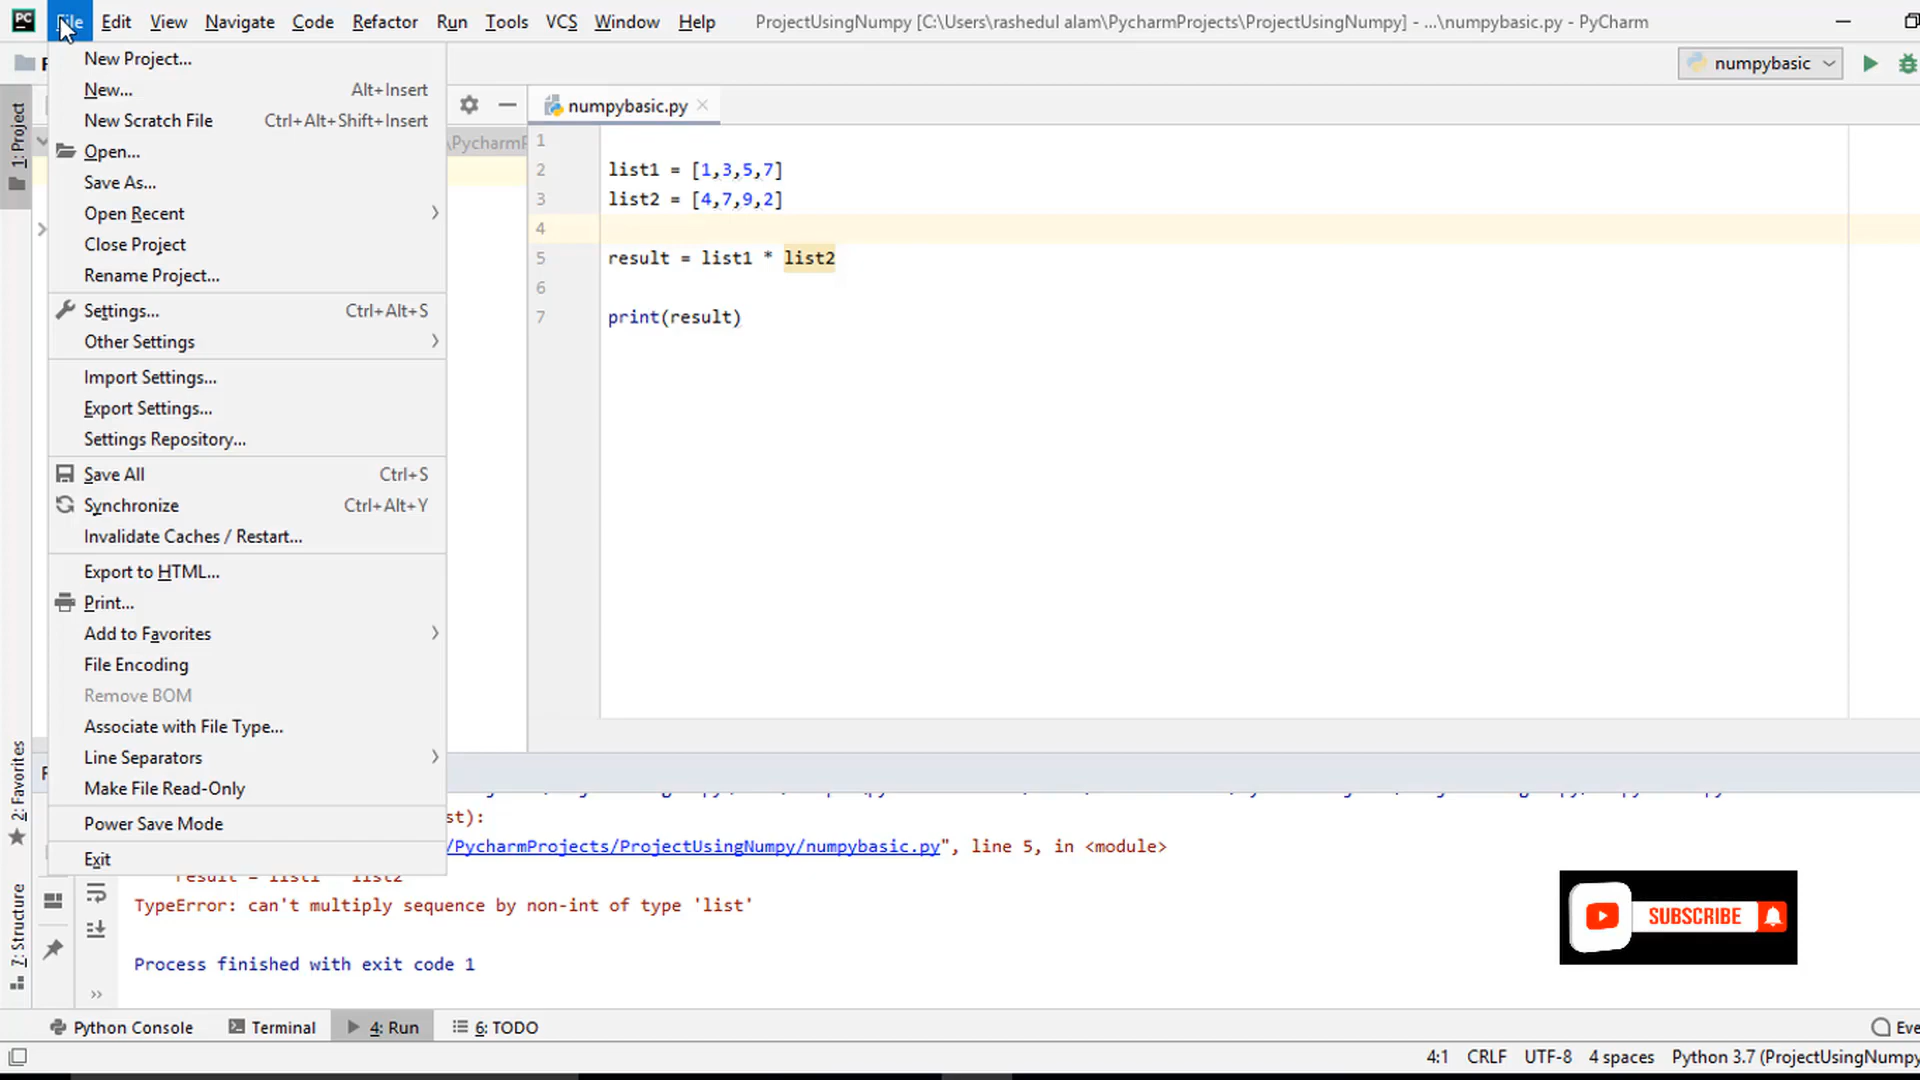 PC File Edit View Navigate Code Refactor Run Tools VCS Window Help ProjectUsingNumpy [C:\Users\rashedul alam\PycharmProjects\ProjectUsingNumpy] - ...\numpybasic.py - PyCharm
New Project...
New... Alt+Insert
New Scratch File Ctrl+Alt+Shift+Insert
Open...
Save As...
Open Recent
Close Project
Rename Project...
Settings... Ctrl+Alt+S
Other Settings
Import Settings...
Export Settings...
Settings Repository...
Save All Ctrl+S
Synchronize Ctrl+Alt+Y
Invalidate Caches / Restart...
Export to HTML...
Print...
Add to Favorites
File Encoding
Remove BOM
Associate with File Type...
Line Separators
Make File Read-Only
Power Save Mode
Exit
numpybasic
1: Project
\PycharmP
numpybasic.py
1
2 list1 = [1,3,5,7]
3 list2 = [4,7,9,2]
4
5 result = list1 * list2
6
7 print(result)
2: Favorites
7: Structure
st):
/PycharmProjects/ProjectUsingNumpy/numpybasic.py", line 5, in <module>
result = list1 * list2
TypeError: can't multiply sequence by non-int of type 'list'
Process finished with exit code 1
SUBSCRIBE
Python Console Terminal 4: Run 6: TODO Eve
4:1 CRLF UTF-8 4 spaces Python 3.7 (ProjectUsingNumpy